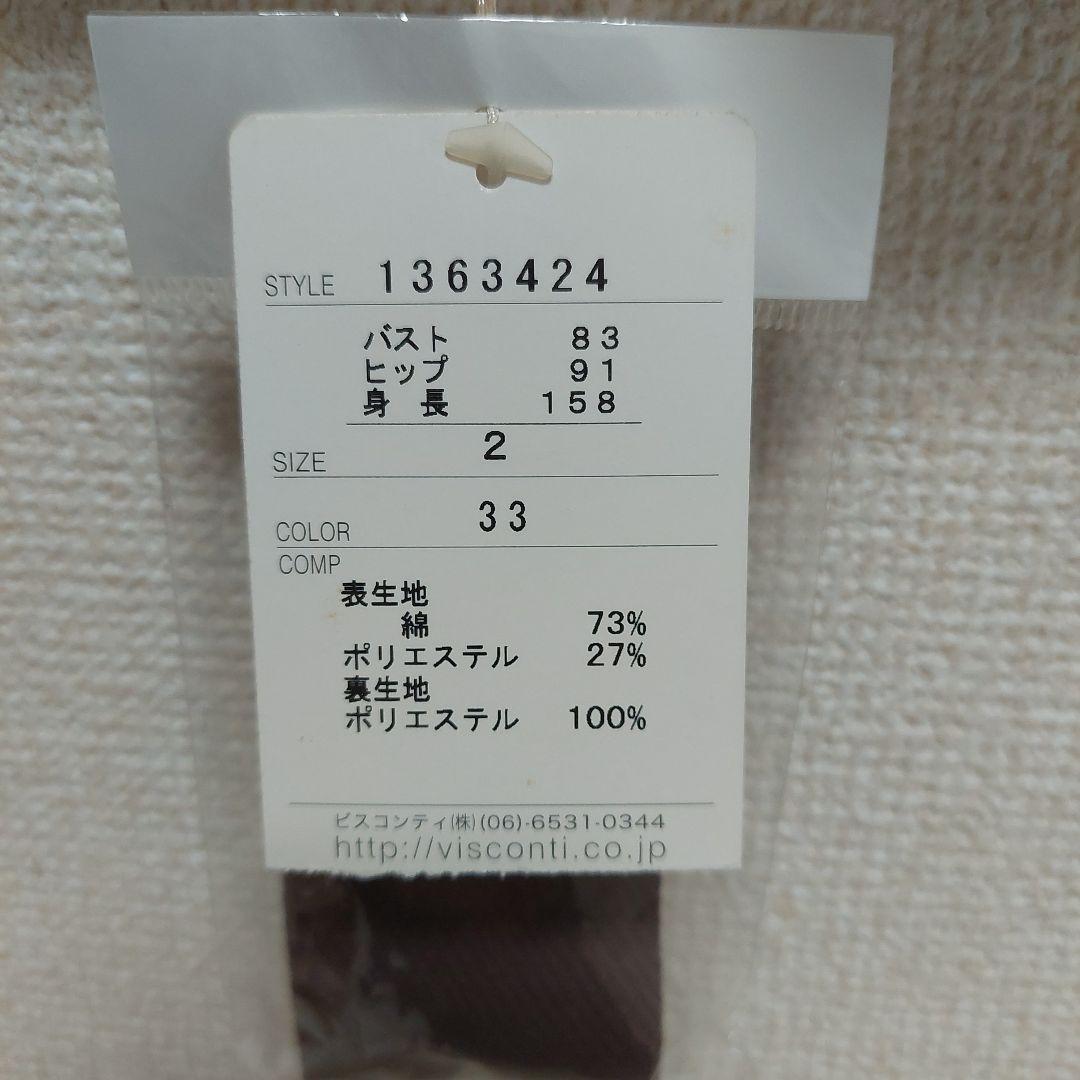 STYLE 1363424
バスト 83
ヒップ 91
身長 158
SIZE 2
COLOR 33
COMP
表生地
綿 73%
ポリエステル 27%
裏生地
ポリエステル 100%
ビスコンティ(株)(06)-6531-0344
http://visconti.co.jp